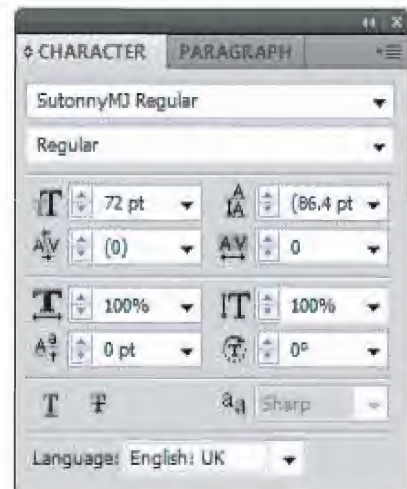 CHARACTER PARAGRAPH
SutonnyMJ Regular
Regular
72 pt (86.4 pt
(0) 0
100% 100%
0 pt 0°
Sharp
Language: English: UK